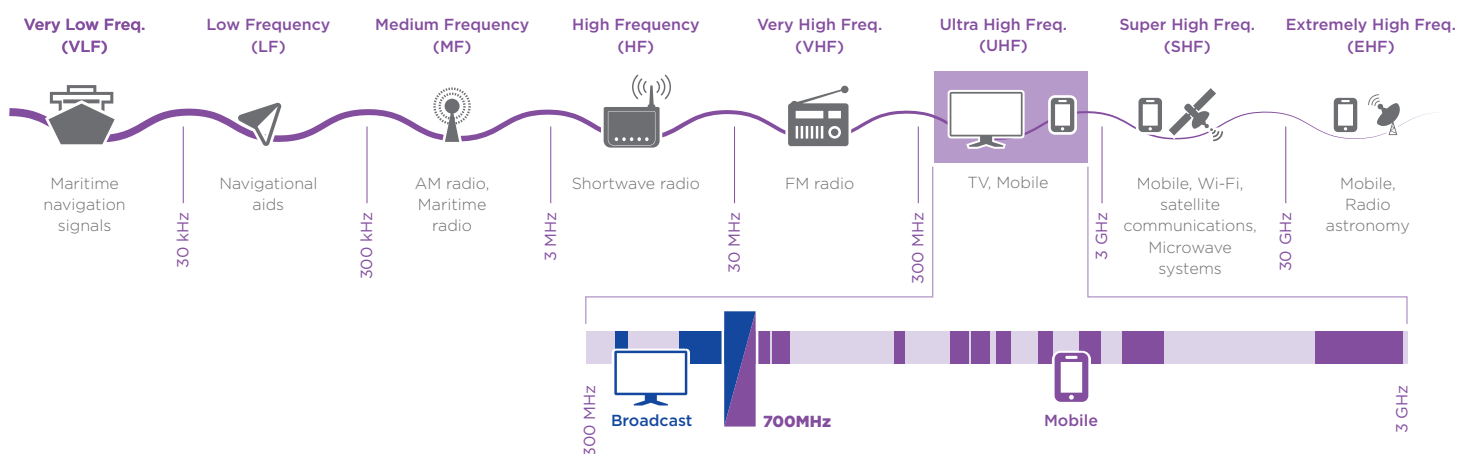 Very Low Freq.
(VLF)
Low Frequency
(LF)
Medium Frequency
(MF)
High Frequency
(HF)
Very High Freq.
(VHF)
Ultra High Freq.
(UHF)
Super High Freq.
(SHF)
Extremely High Freq.
(EHF)
Maritime
navigation
signals
30 kHz
Navigational
aids
300 kHz
AM radio,
Maritime
radio
3 MHz
Shortwave radio
30 MHz
FM radio
300 MHz
TV, Mobile
3 GHz
Mobile, Wi-Fi,
satellite
communications,
Microwave
systems
30 GHz
Mobile,
Radio
astronomy
300 MHz
Broadcast
700MHz
Mobile
3 GHz